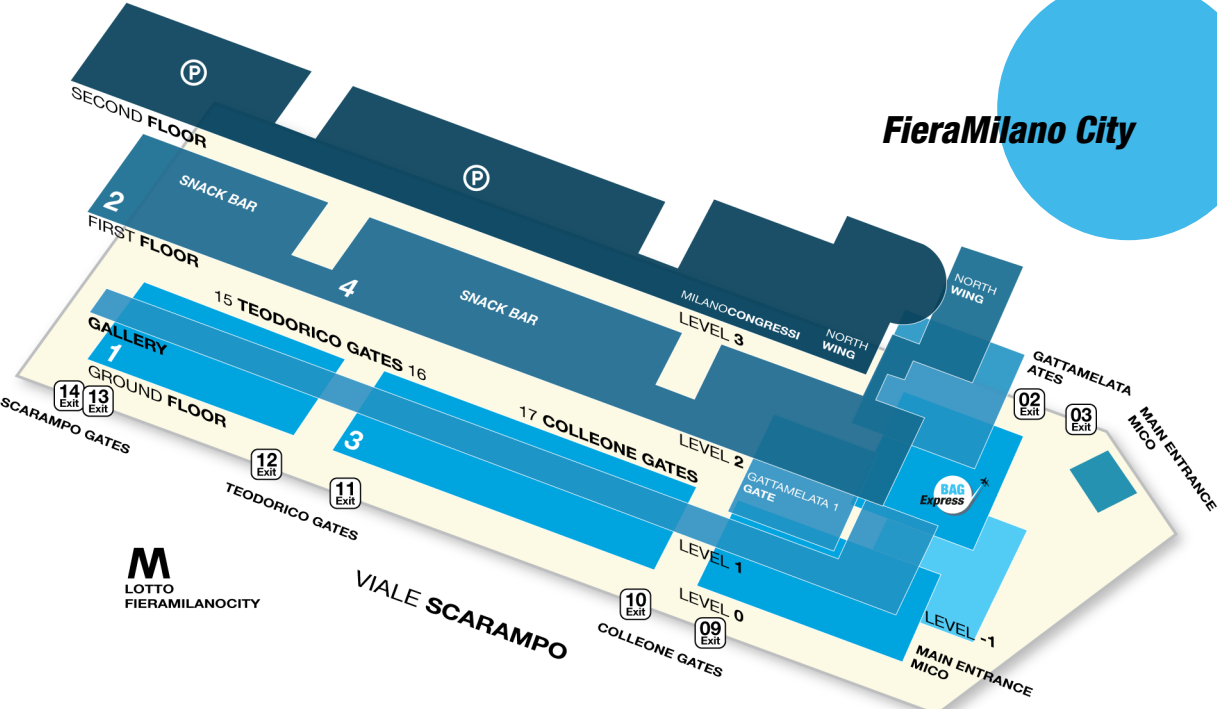 FieraMilano City
P
SECOND FLOOR
P
2
SNACK BAR
FIRST FLOOR
4
SNACK BAR
MILANOCONGRESSI
NORTH
WING
LEVEL 3
NORTH
WING
15 TEODORICO GATES 16
GALLERY
1
GROUND FLOOR
17 COLLEONE GATES
3
LEVEL 2
GATTAMELATA 1
GATE
GATTAMELATA
ATES
02
Exit
03
Exit
MAIN ENTRANCE
MICO
BAG
Express
14
Exit
13
Exit
SCARAMPO GATES
12
Exit
TEODORICO GATES
11
Exit
LEVEL 1
LEVEL 0
LEVEL -1
10
Exit
09
Exit
COLLEONE GATES
MAIN ENTRANCE
MICO
M
LOTTO
FIERAMILANOCITY
VIALE SCARAMPO